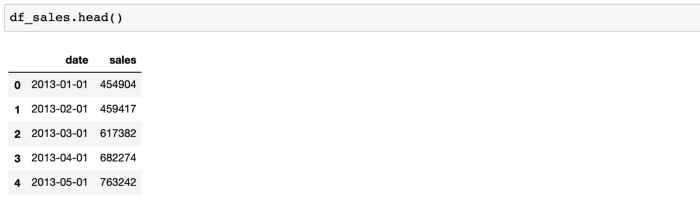 df_sales.head()
date sales
0 2013-01-01 454904
1 2013-02-01 459417
2 2013-03-01 617382
3 2013-04-01 682274
4 2013-05-01 763242